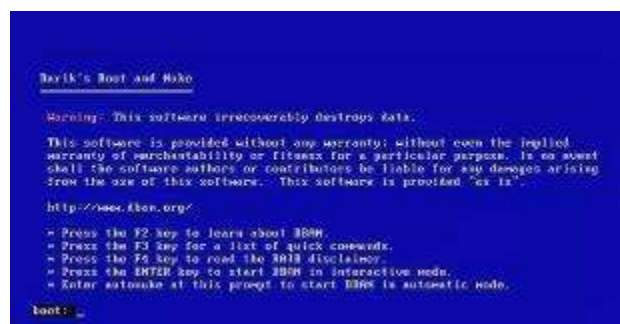 Darik's Boot and Nuke
Warning: This software irrecoverably destroys data.
This software is provided without any warranty; without even the implied
warranty of merchantability or fitness for a particular purpose. In no event
shall the software authors or contributors be liable for any damages arising
from the use of this software. This software is provided "as is".
http://www.dban.org/
* Press the F2 key to learn about DBAN.
* Press the F3 key for a list of quick commands.
* Press the F4 key to read the RAID disclaimer.
* Press the ENTER key to start DBAN in interactive mode.
* Enter autonuke at this prompt to start DBAN in automatic mode.
boot: _